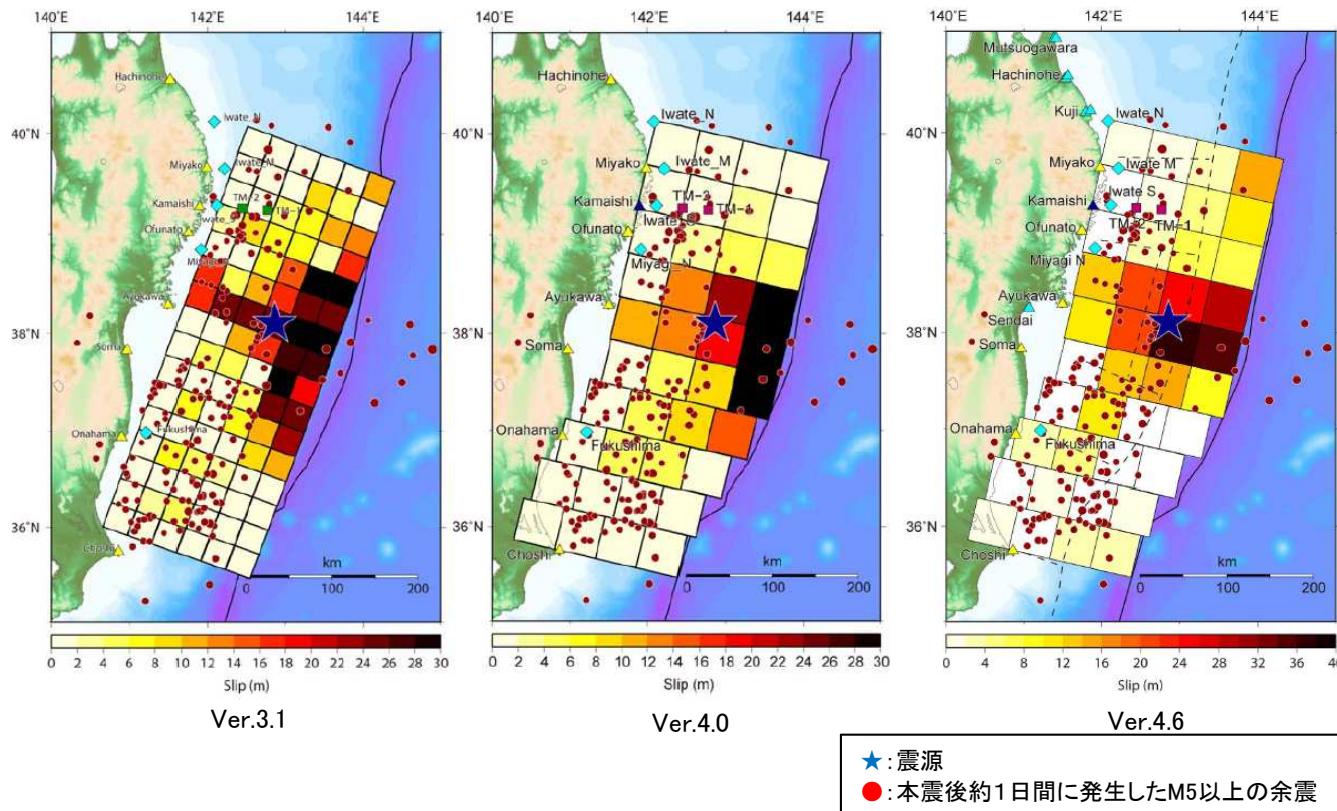 140°E 142°E 144°E
Hachinohe
Iwate_N
40°N
Miyako
Iwate_M
TM-2
Kamaishi
TM-1
Ofunato
Ayukawa
38°N
Soma
Onahama
Fukushima
36°N
Choshi
km
0 100 200
0 2 4 6 8 10 12 14 16 18 20 22 24 26 28 30
Slip (m)
Ver.3.1
140°E 142°E 144°E
Hachinohe
Iwate_N
40°N
Miyako
Iwate_M
TM-2
Kamaishi
TM-1
Ofunato
Miyagi_N
Ayukawa
38°N
Soma
Onahama
Fukushima
36°N
Choshi
km
0 100 200
0 2 4 6 8 10 12 14 16 18 20 22 24 26 28 30
Slip (m)
Ver.4.0
140°E 142°E 144°E
Mutsuogawara
Hachinohe
Kuji
Iwate N
40°N
Miyako
Iwate M
Kamaishi
Iwate S
TM-2 TM-1
Ofunato
Miyagi N
Ayukawa
Sendai
38°N
Soma
Onahama
Fukushima
36°N
Choshi
km
0 100 200
0 4 8 12 16 20 24 28 32 36 40
Slip (m)
Ver.4.6
★:震源
●:本震後約1日間に発生したM5以上の余震